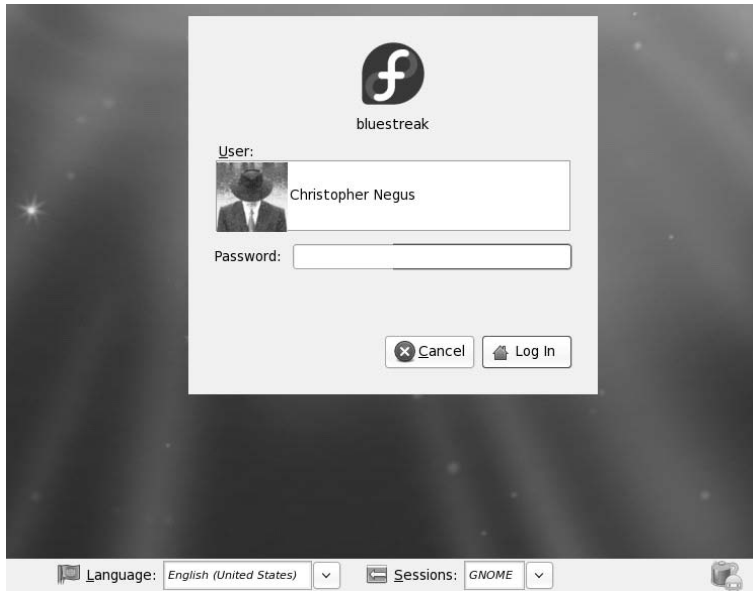 bluestreak
User:
Christopher Negus
Password:
Cancel
Log In
Language: English (United States) Sessions: GNOME